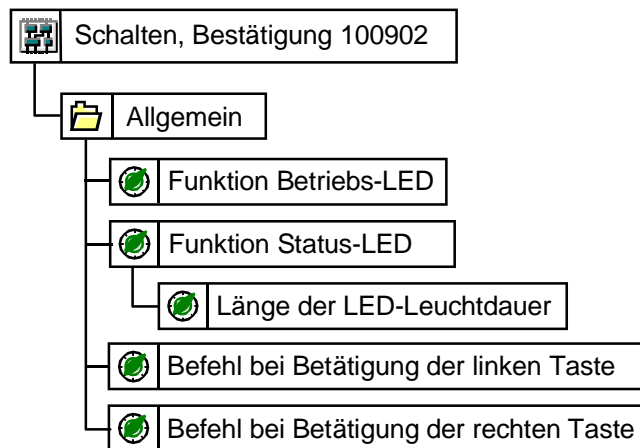 Schalten, Bestätigung 100902
Allgemein
Funktion Betriebs-LED
Funktion Status-LED
Länge der LED-Leuchtdauer
Befehl bei Betätigung der linken Taste
Befehl bei Betätigung der rechten Taste